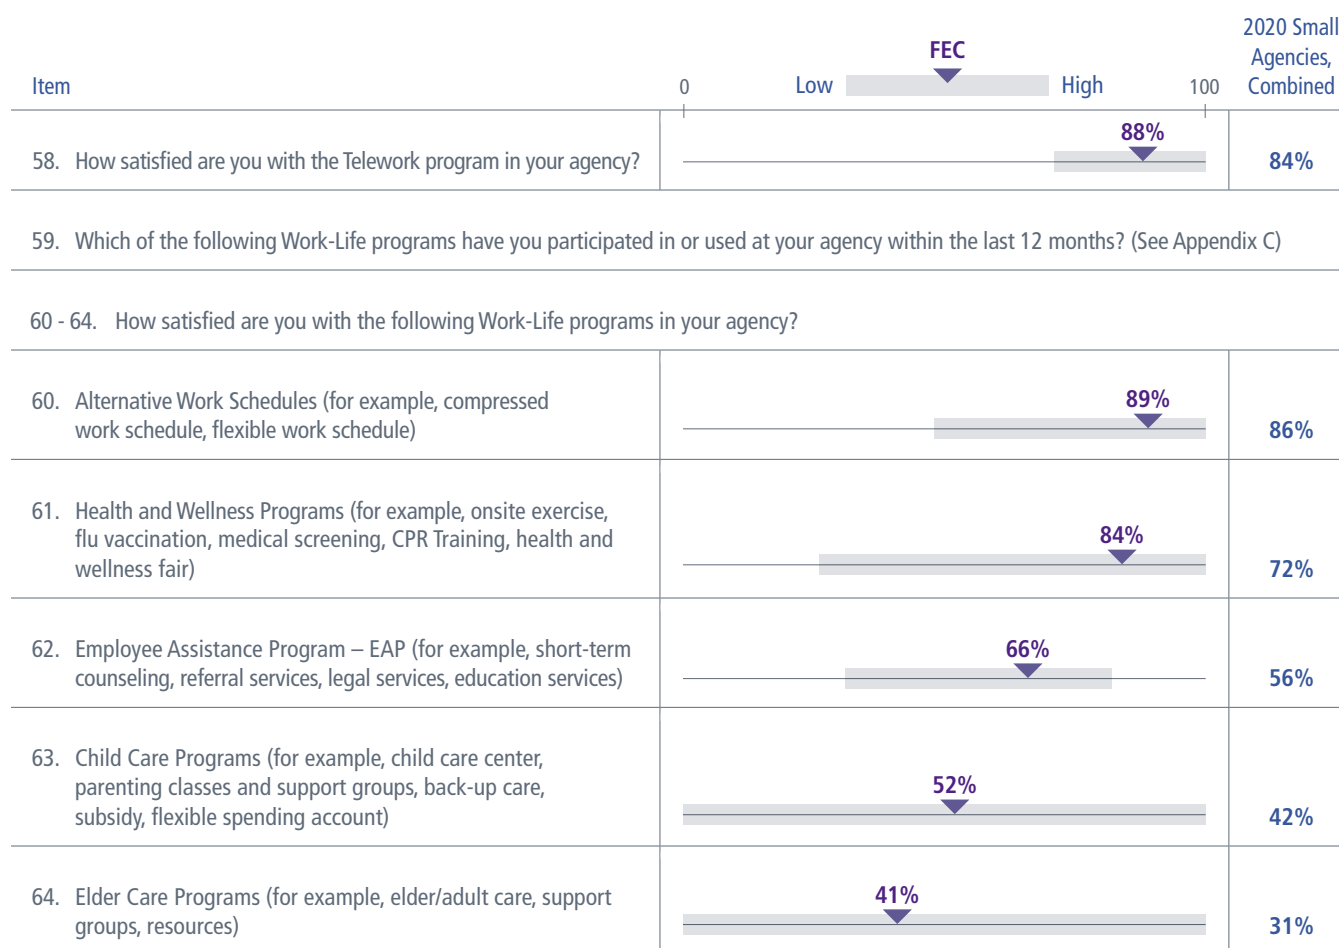 2020 Small
Agencies,
Combined
FEC
Item
0
Low
High
100
58. How satisfied are you with the Telework program in your agency?
88%
84%
59. Which of the following Work-Life programs have you participated in or used at your agency within the last 12 months? (See Appendix C)
60 - 64. How satisfied are you with the following Work-Life programs in your agency?
60. Alternative Work Schedules (for example, compressed
work schedule, flexible work schedule)
89%
86%
61. Health and Wellness Programs (for example, onsite exercise,
flu vaccination, medical screening, CPR Training, health and
wellness fair)
84%
72%
62. Employee Assistance Program – EAP (for example, short-term
counseling, referral services, legal services, education services)
66%
56%
63. Child Care Programs (for example, child care center,
parenting classes and support groups, back-up care,
subsidy, flexible spending account)
52%
42%
64. Elder Care Programs (for example, elder/adult care, support
groups, resources)
41%
31%